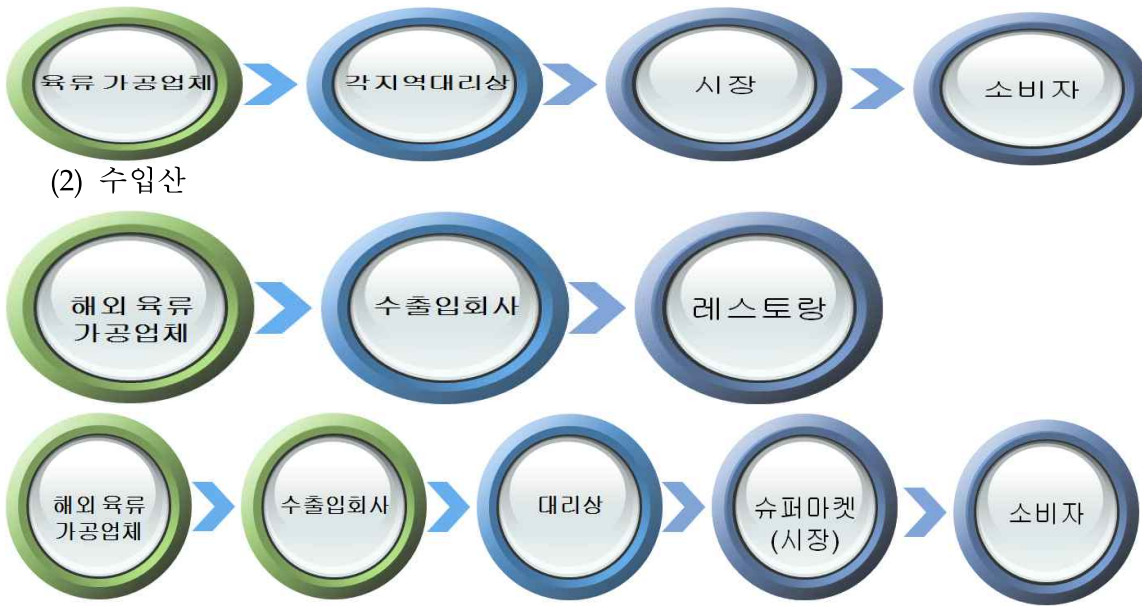 육류 가공업체
각지역대리상
시장
소비자
(2) 수입산
해외 육류
가공업체
수출입회사
레스토랑
해외 육류
가공업체
수출입회사
대리상
슈퍼마켓
(시장)
소비자